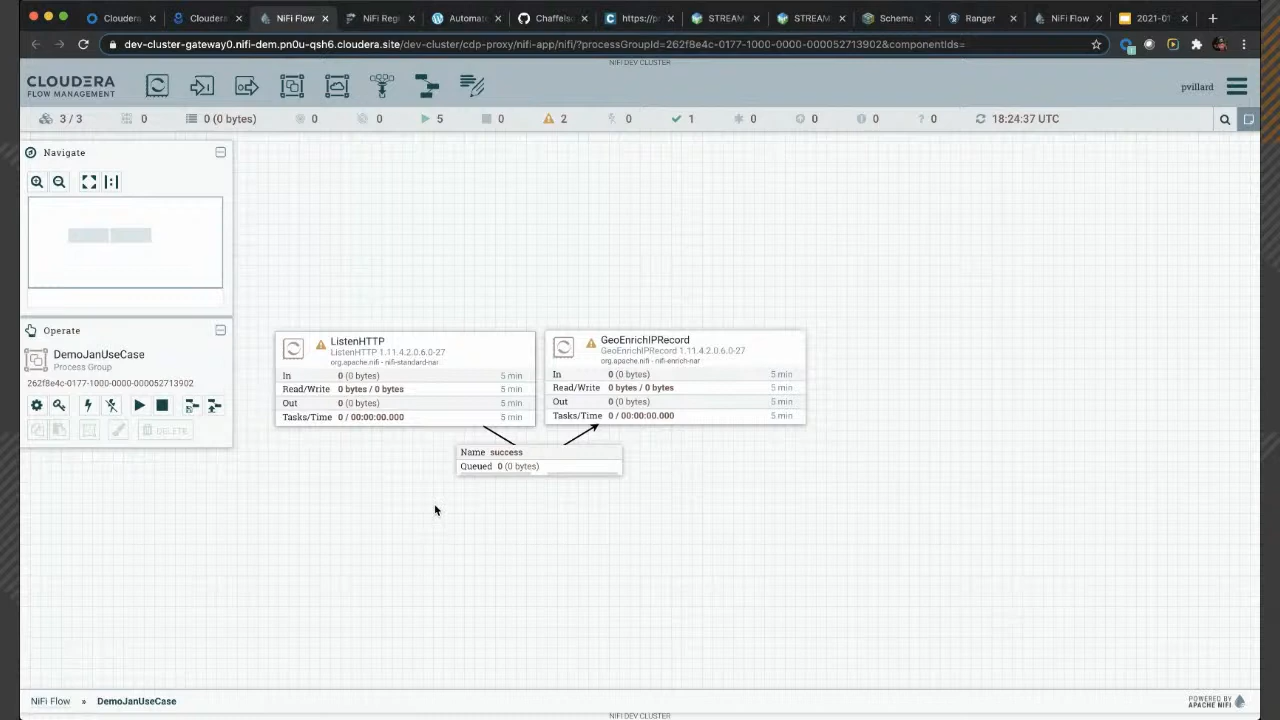 Cloudera
Cloudera
NiFi Flow
NiFi Regi
Automate
Chaffelso
https://pr
STREAM
STREAM
Schema
Ranger
NiFi Flow
2021-01
dev-cluster-gateway0.nifi-dem.pn0u-qsh6.cloudera.site/dev-cluster/cdp-proxy/nifi-app/nifi/?processGroupId=262f8e4c-0177-1000-0000-000052713902&componentIds=
NIFI DEV CLUSTER
CLOUDERA
FLOW MANAGEMENT
pvillard
3 / 3
0
0 (0 bytes)
0
0
5
0
2
0
1
0
0
0
0
18:24:37 UTC
Navigate
Operate
DemoJanUseCase
Process Group
262f8e4c-0177-1000-0000-000052713902
DELETE
ListenHTTP
ListenHTTP 1.11.4.2.0.6.0-27
org.apache.nifi - nifi-standard-nar
In 0 (0 bytes) 5 min
Read/Write 0 bytes / 0 bytes 5 min
Out 0 (0 bytes) 5 min
Tasks/Time 0 / 00:00:00.000 5 min
GeoEnrichIPRecord
GeoEnrichIPRecord 1.11.4.2.0.6.0-27
org.apache.nifi - nifi-enrich-nar
In 0 (0 bytes) 5 min
Read/Write 0 bytes / 0 bytes 5 min
Out 0 (0 bytes) 5 min
Tasks/Time 0 / 00:00:00.000 5 min
Name success
Queued 0 (0 bytes)
NiFi Flow » DemoJanUseCase
POWERED BY
APACHE NIFI
NIFI DEV CLUSTER